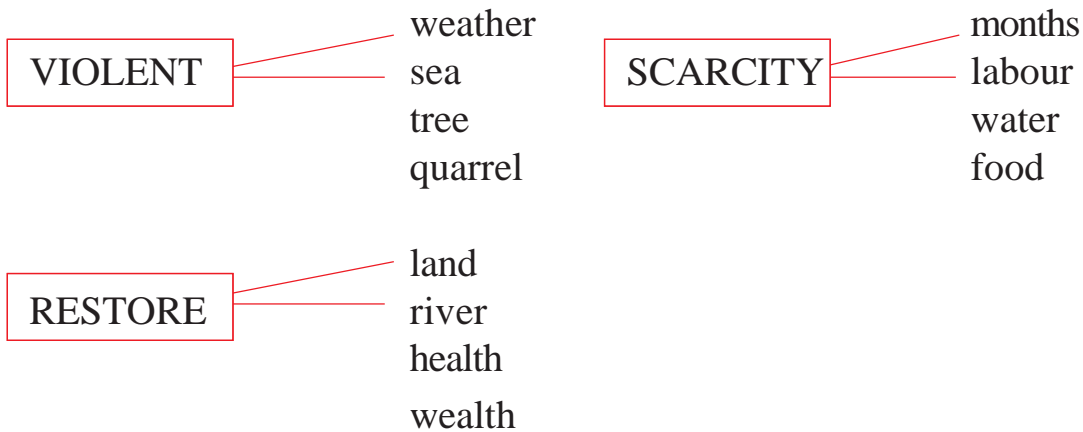 VIOLENT
weather
sea
tree
quarrel
SCARCITY
months
labour
water
food
RESTORE
land
river
health
wealth